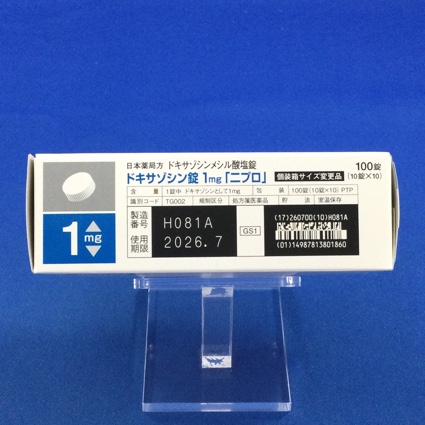 日本薬局方 ドキサゾシンメシル酸塩錠
ドキサゾシン錠 1mg「ニプロ」 個装箱サイズ変更品
100錠
(10錠×10)
含量 1錠中 ドキサゾシンとして1mg 包装 100錠(10錠×10) PTP
識別コード TG002 規制区分 処方箋医薬品 貯法 室温保存
1mg
製造番号 H081A
使用期限 2026.7
GS1
(17)260700(10)H081A
(01)14987813801860